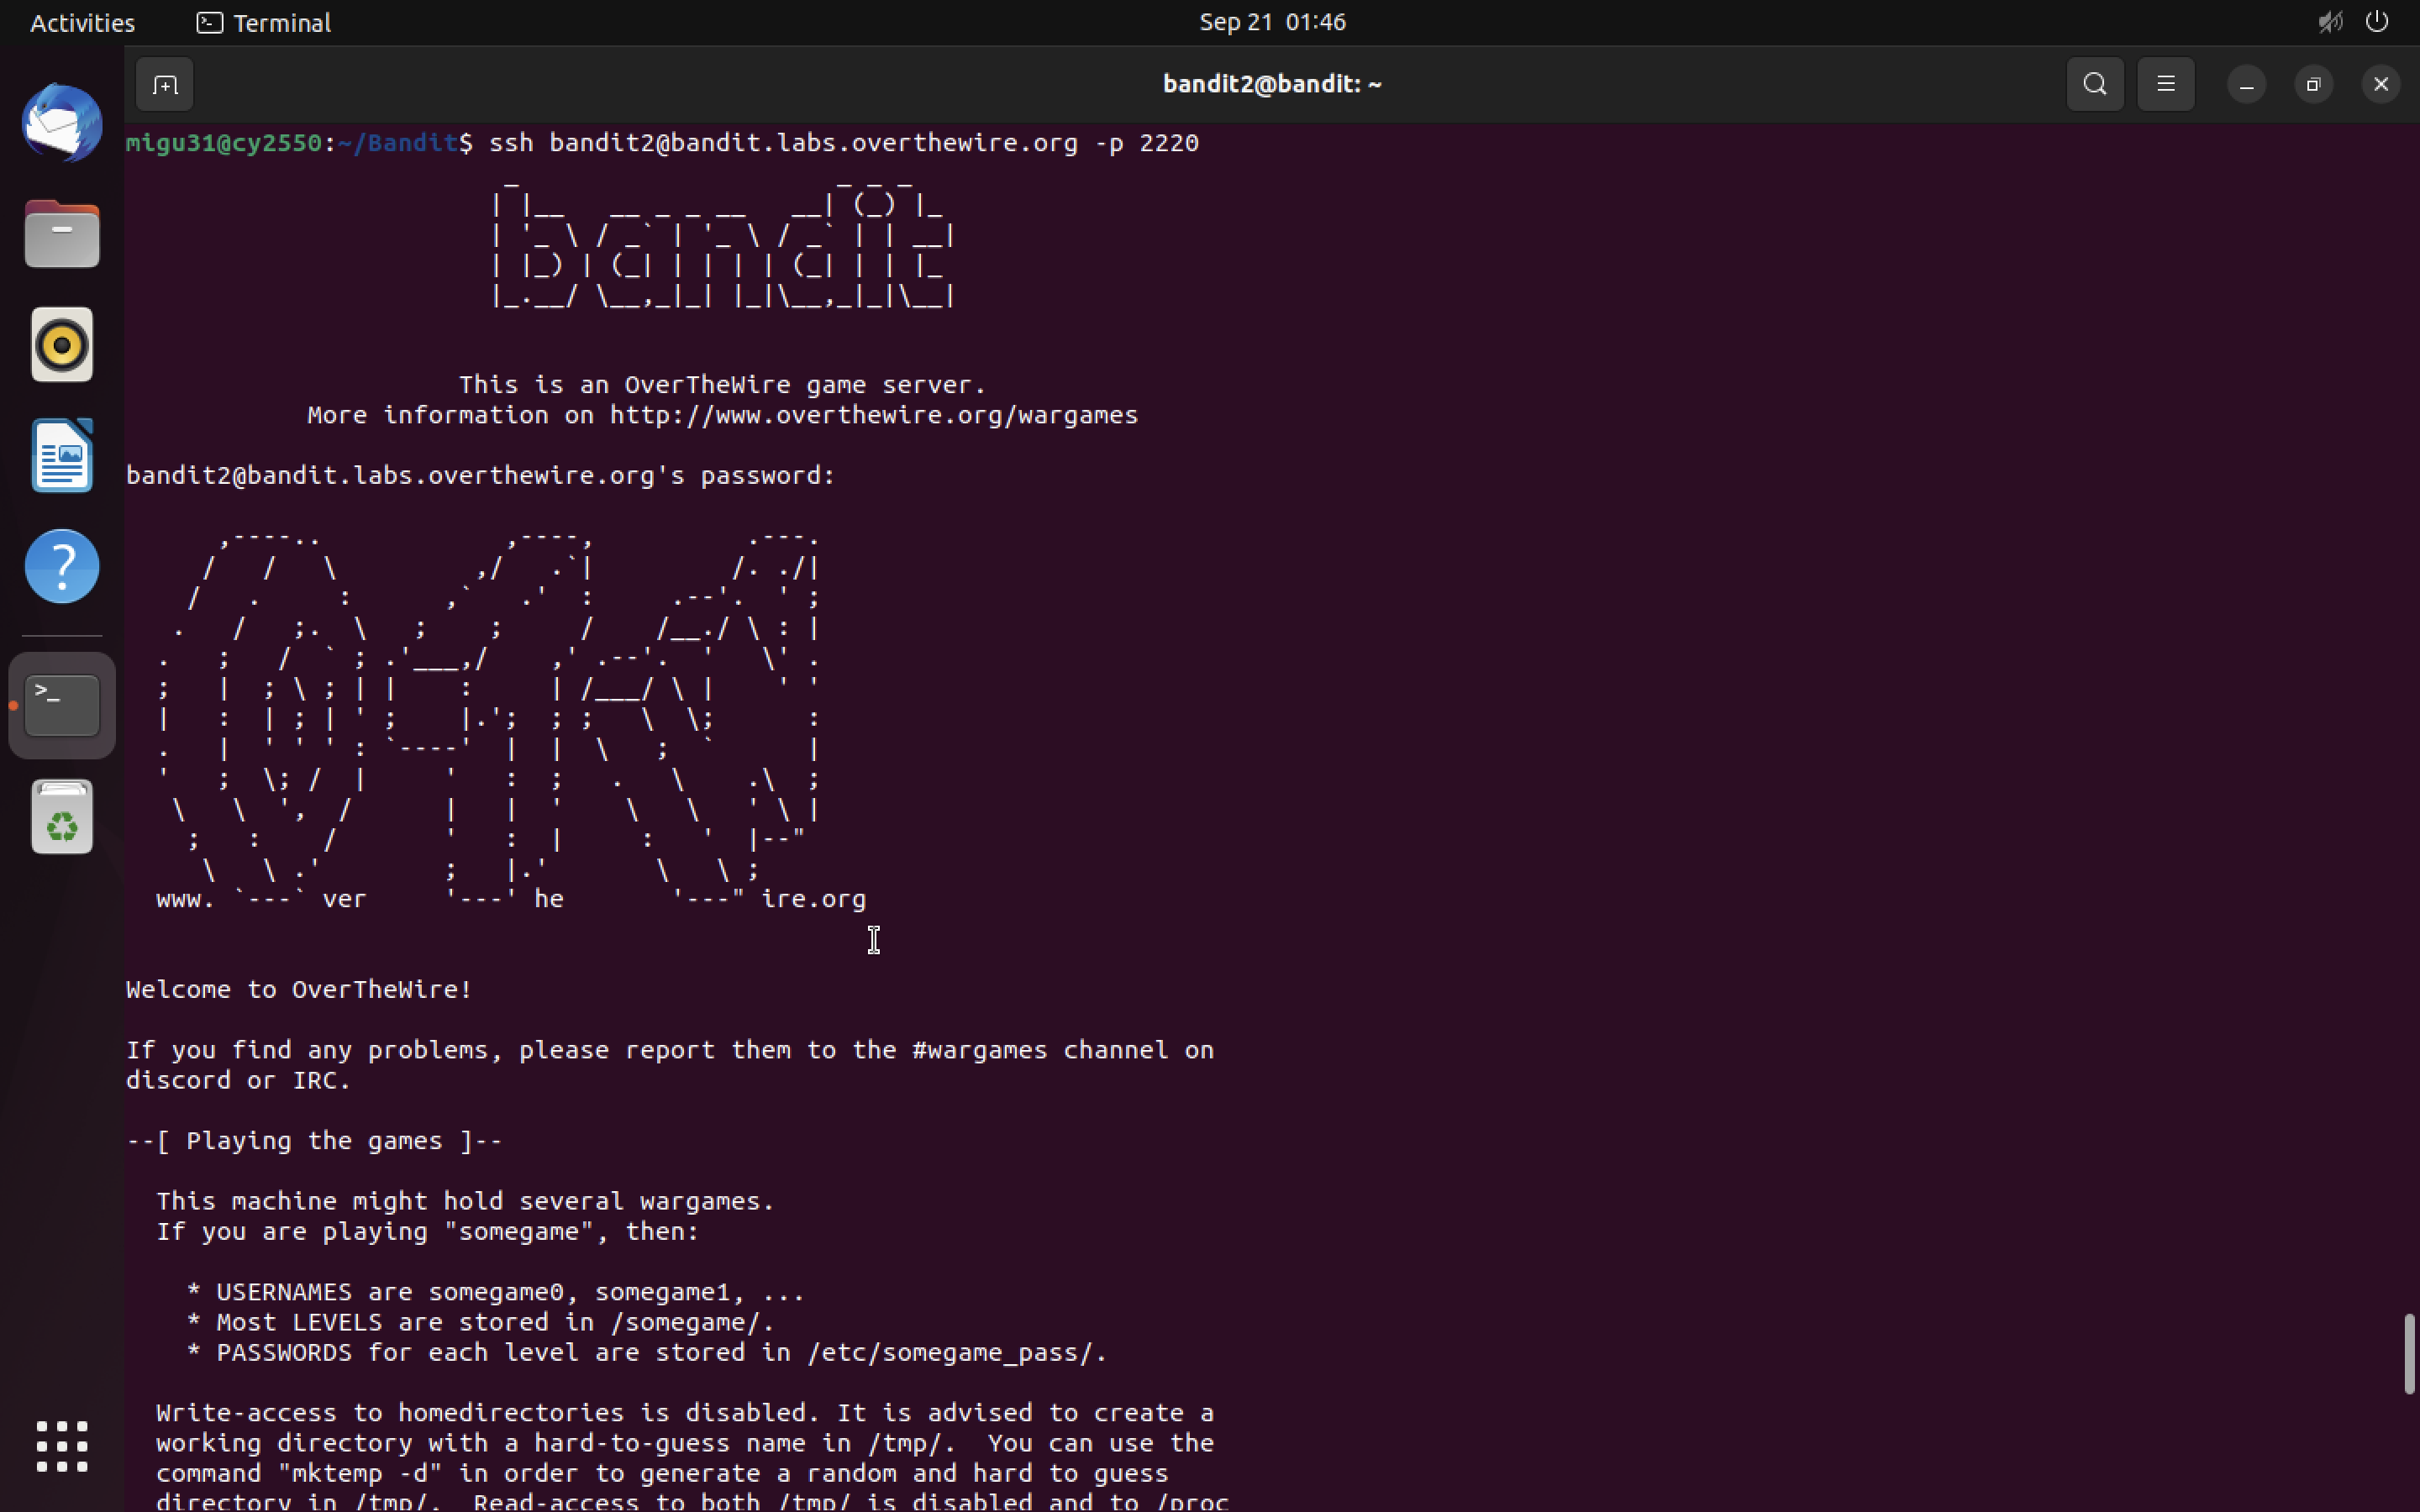 Activities Terminal Sep 21 01:46
bandit2@bandit: ~
migu31@cy2550:~/Bandit$ ssh bandit2@bandit.labs.overthewire.org -p 2220
bandit
This is an OverTheWire game server.
More information on http://www.overthewire.org/wargames
bandit2@bandit.labs.overthewire.org's password:
www. ver he ire.org
Welcome to OverTheWire!
If you find any problems, please report them to the #wargames channel on
discord or IRC.
--[ Playing the games ]--
This machine might hold several wargames.
If you are playing "somegame", then:
* USERNAMES are somegame0, somegame1, ...
* Most LEVELS are stored in /somegame/.
* PASSWORDS for each level are stored in /etc/somegame_pass/.
Write-access to homedirectories is disabled. It is advised to create a
working directory with a hard-to-guess name in /tmp/.  You can use the
command "mktemp -d" in order to generate a random and hard to guess
directory in /tmp/.  Read-access to both /tmp/ is disabled and to /proc